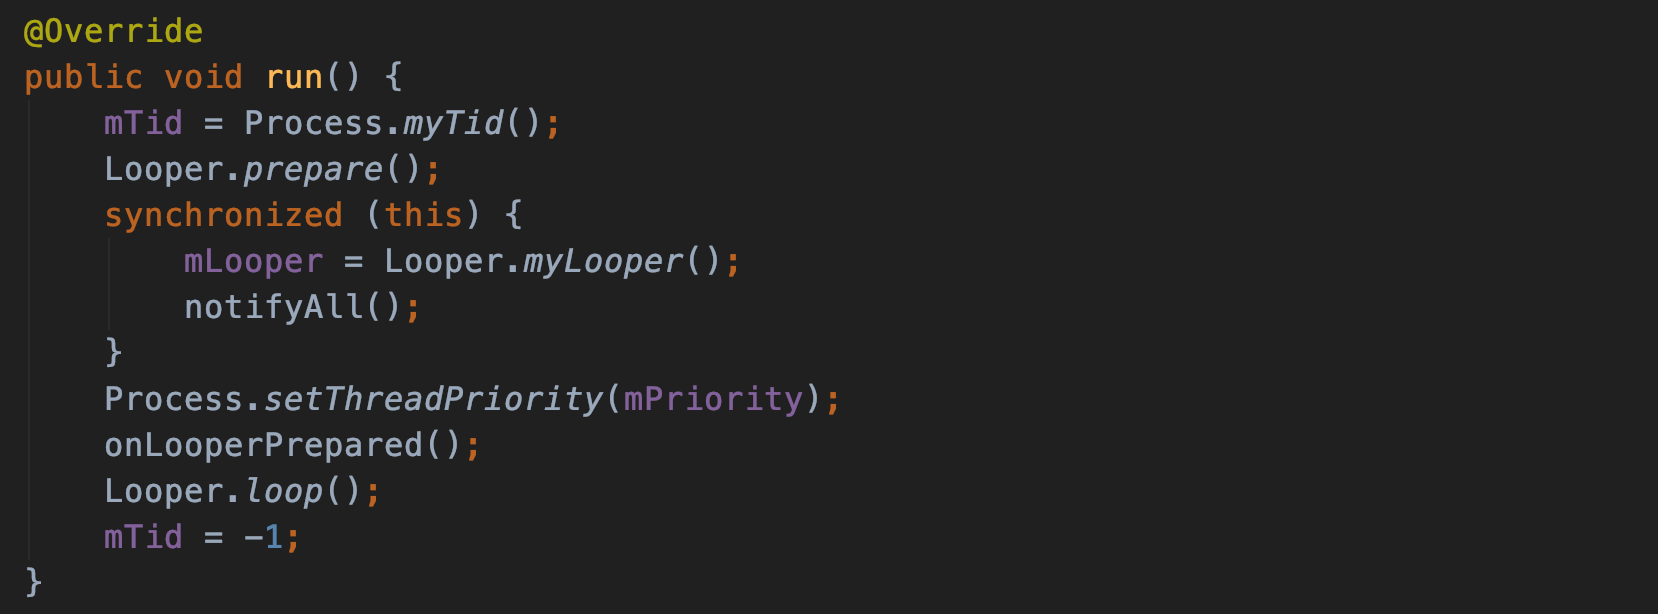 @Override
public void run() {
    mTid = Process.myTid();
    Looper.prepare();
    synchronized (this) {
        mLooper = Looper.myLooper();
        notifyAll();
    }
    Process.setThreadPriority(mPriority);
    onLooperPrepared();
    Looper.loop();
    mTid = -1;
}